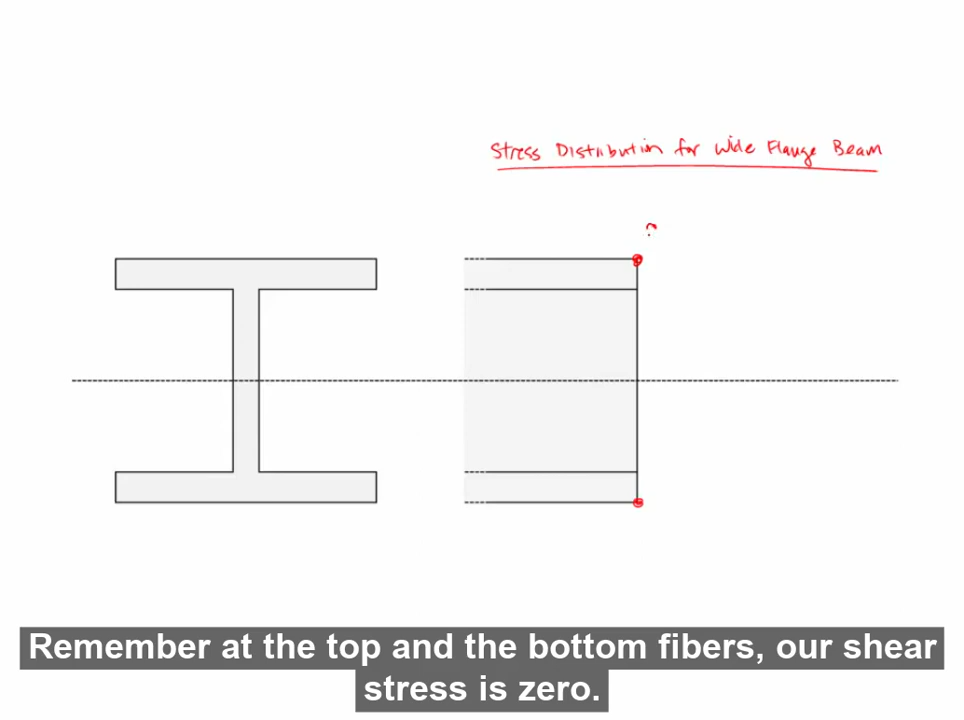 Stress Distribution for Wide Flange Beam
Remember at the top and the bottom fibers, our shear
stress is zero.